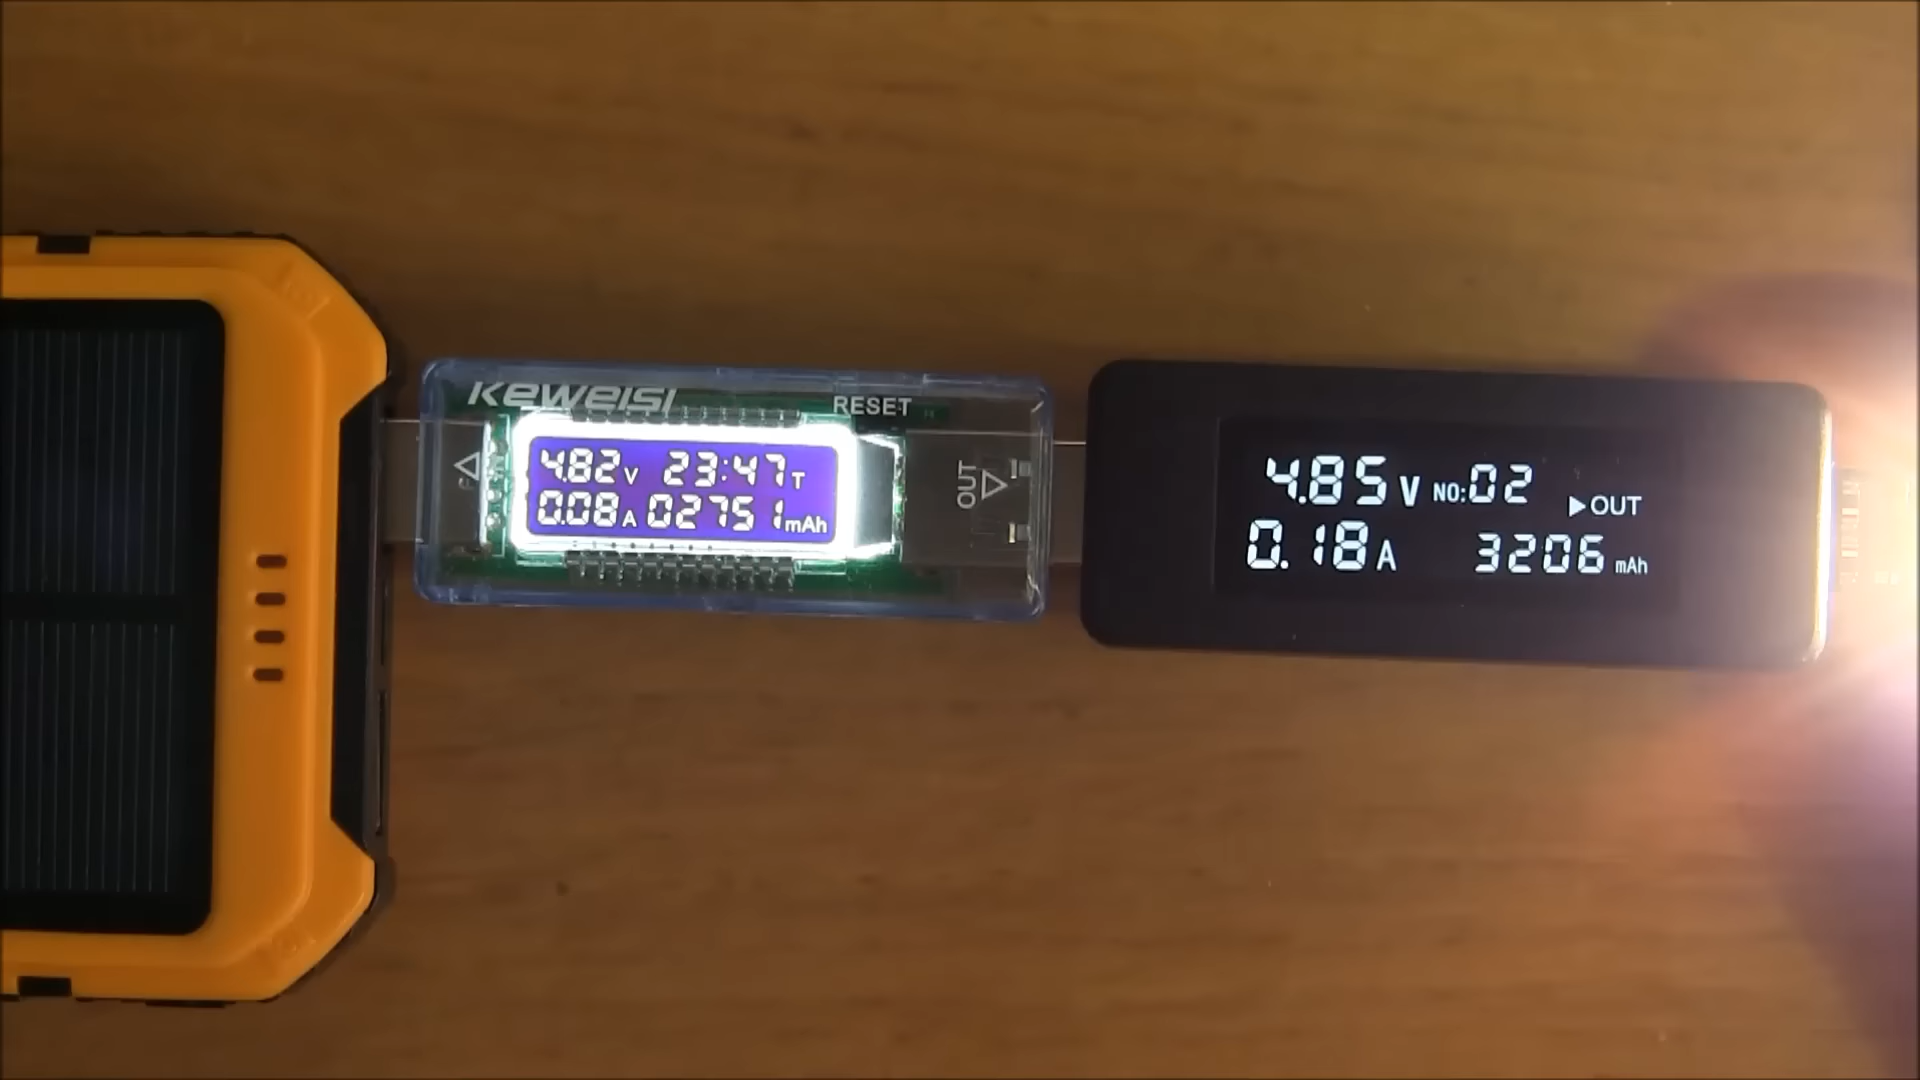 KEWEISI
RESET
4.82V 23:47T
0.08A 02751mAh
OUT
4.85V NO:02 ▶OUT
0.18A 3206mAh